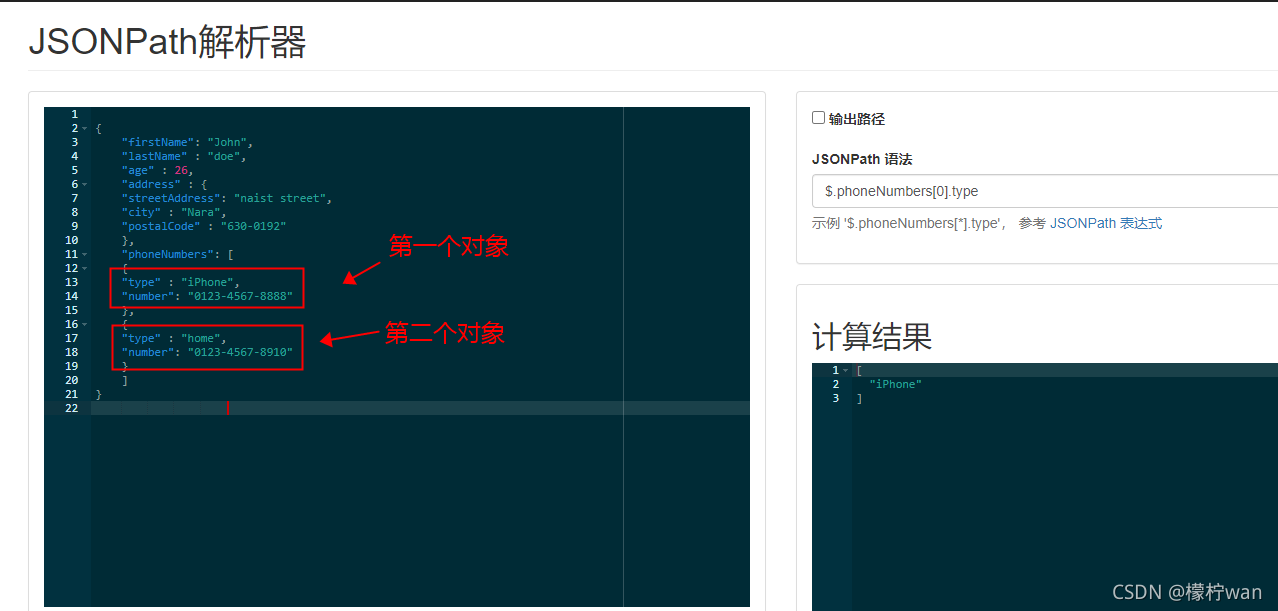 JSONPath解析器
1
2 {
3 "firstName": "John",
4 "lastName" : "doe",
5 "age" : 26,
6 "address" : {
7 "streetAddress": "naist street",
8 "city" : "Nara",
9 "postalCode" : "630-0192"
10 },
11 "phoneNumbers": [
12 {
13 "type" : "iPhone",
14 "number": "0123-4567-8888"
15 },
16 {
17 "type" : "home",
18 "number": "0123-4567-8910"
19 }
20 ]
21 }
22
第一个对象
第二个对象
输出路径
JSONPath 语法
$.phoneNumbers[0].type
示例 '$.phoneNumbers[*].type'， 参考 JSONPath 表达式
计算结果
1 [
2 "iPhone"
3 ]
CSDN @檬柠wan